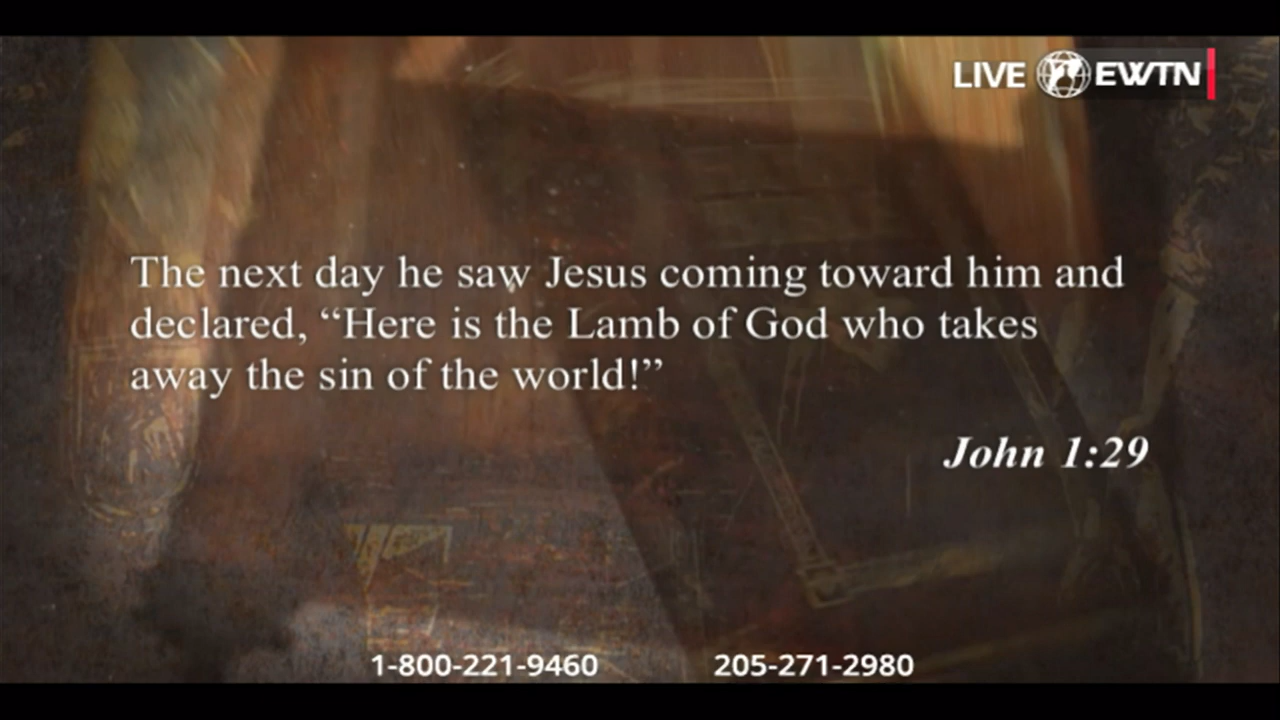 LIVE EWTN
The next day he saw Jesus coming toward him and
declared, “Here is the Lamb of God who takes
away the sin of the world!”
John 1:29
1-800-221-9460 205-271-2980